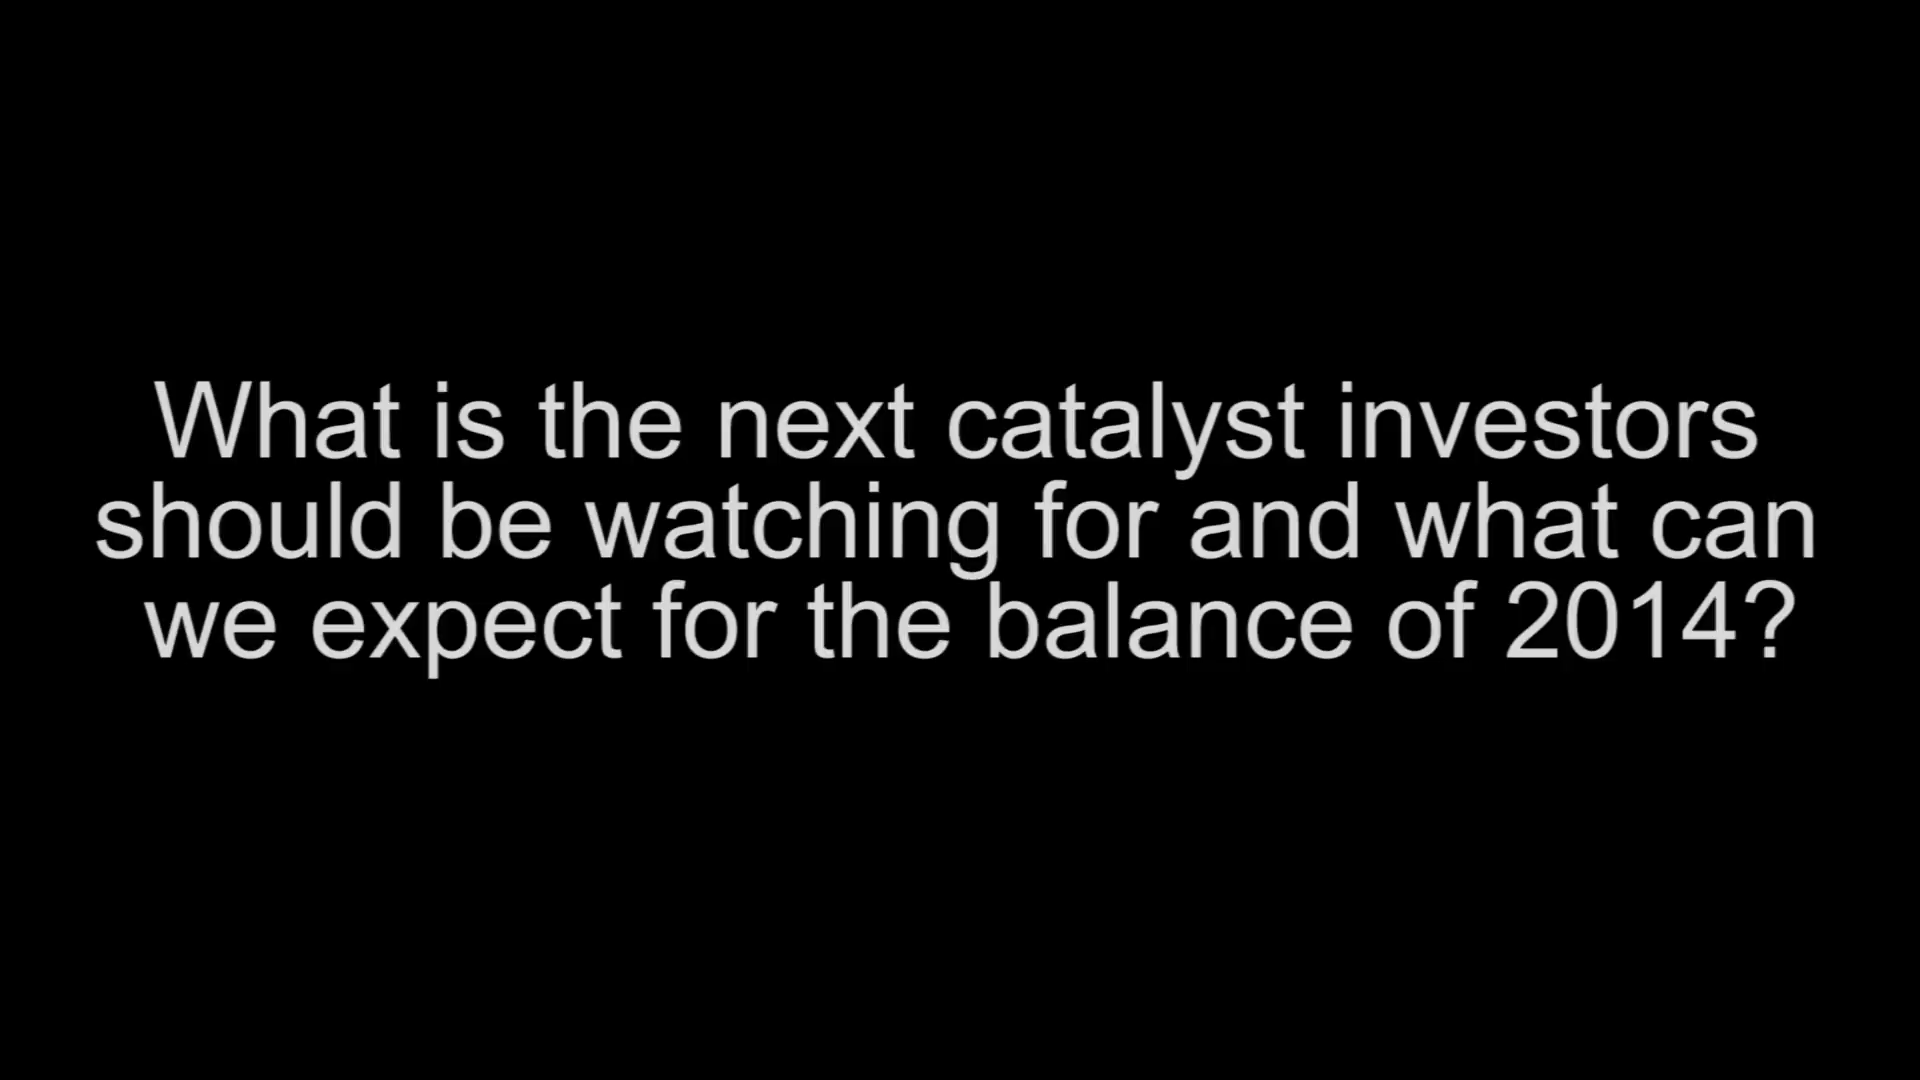 What is the next catalyst investors
should be watching for and what can
we expect for the balance of 2014?